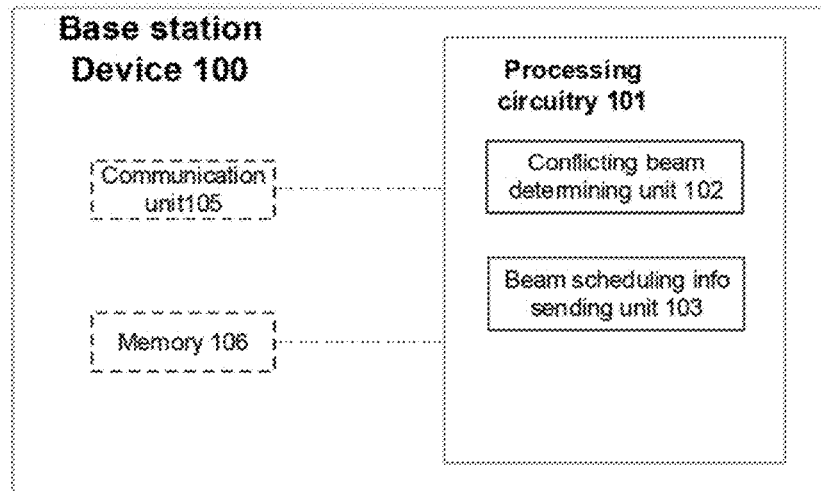 Base station
Device 100
Processing
circuitry 101
Communication
unit105
Conflicting beam
determining unit 102
Beam scheduling info
sending unit 103
Memory 106